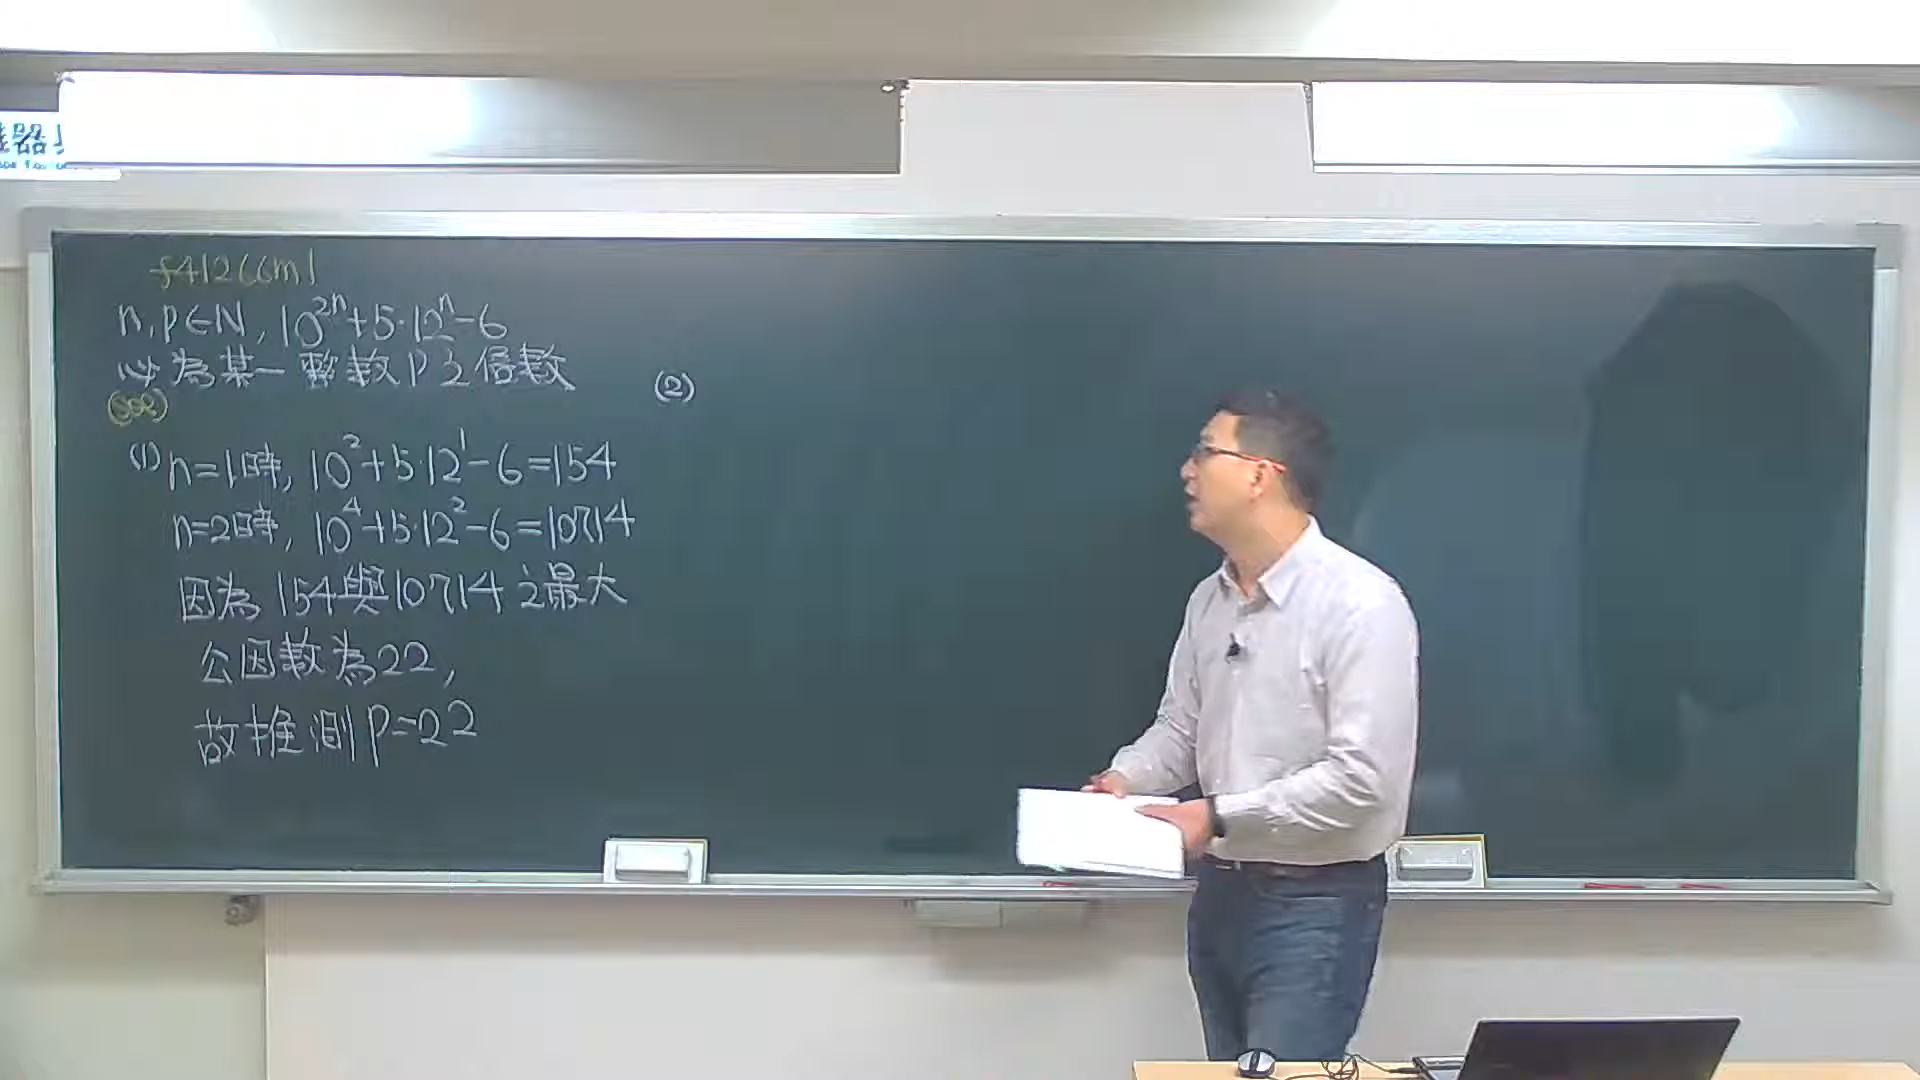 f41266m1
n,p∈N, 10^{2n}+5·12^n-6
必為某一整數P之倍數
(sol)
(1) n=1時, 10^2+5·12^1-6=154
n=2時, 10^4+5·12^2-6=10714
因為154與10714之最大
公因數為22,
故推測P=22
(2)